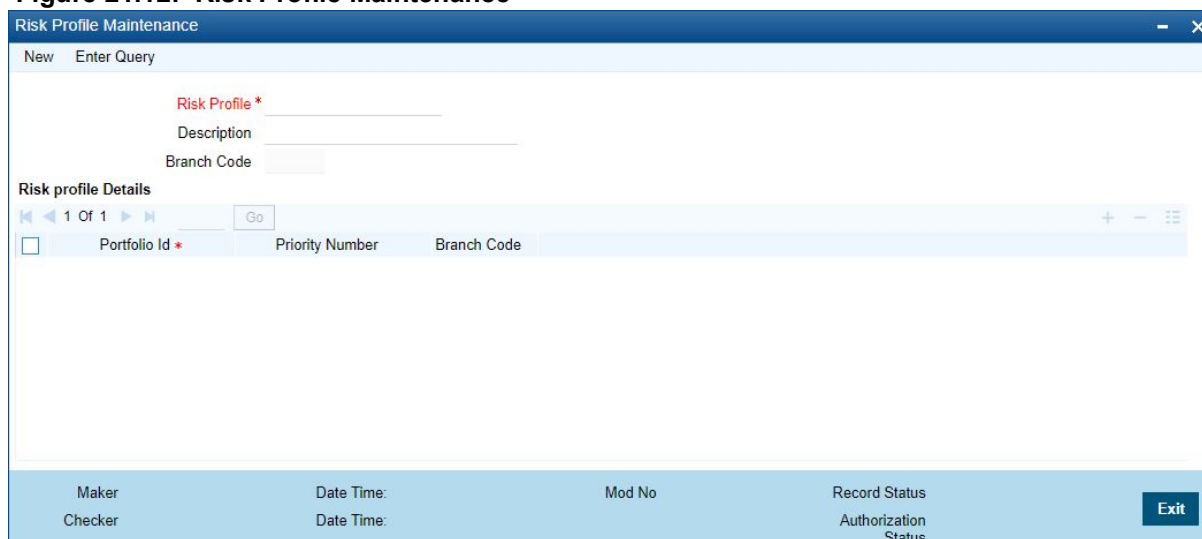 Risk Profile Maintenance
New Enter Query
Risk Profile *
Description
Branch Code
Risk profile Details
1 Of 1 Go
Portfolio Id * Priority Number Branch Code
Maker Date Time: Mod No Record Status
Checker Date Time: Authorization Status
Exit